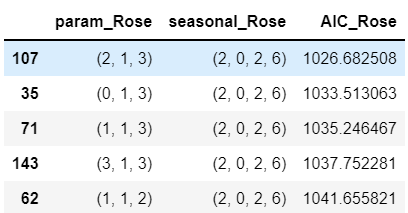 param_Rose seasonal_Rose AIC_Rose
107 (2, 1, 3) (2, 0, 2, 6) 1026.682508
35 (0, 1, 3) (2, 0, 2, 6) 1033.513063
71 (1, 1, 3) (2, 0, 2, 6) 1035.246467
143 (3, 1, 3) (2, 0, 2, 6) 1037.752281
62 (1, 1, 2) (2, 0, 2, 6) 1041.655821